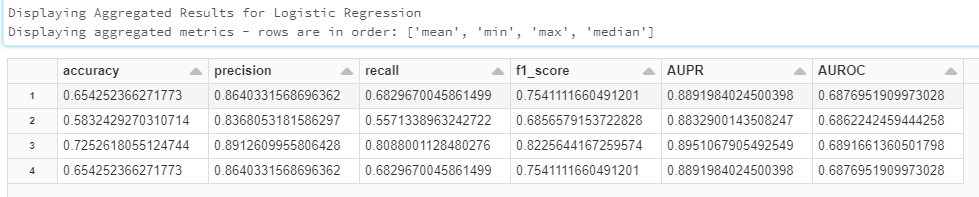 Displaying Aggregated Results for Logistic Regression
Displaying aggregated metrics - rows are in order: ['mean', 'min', 'max', 'median']
accuracy precision recall f1_score AUPR AUROC
1 0.654252366271773 0.8640331568696362 0.6829670045861499 0.7541111660491201 0.8891984024500398 0.6876951909973028
2 0.5832429270310714 0.8368053181586297 0.5571338963242722 0.6856579153722828 0.8832900143508247 0.6862242459444258
3 0.7252618055124744 0.8912609955806428 0.8088001128480276 0.8225644167259574 0.8951067905492549 0.6891661360501798
4 0.654252366271773 0.8640331568696362 0.6829670045861499 0.7541111660491201 0.8891984024500398 0.6876951909973028